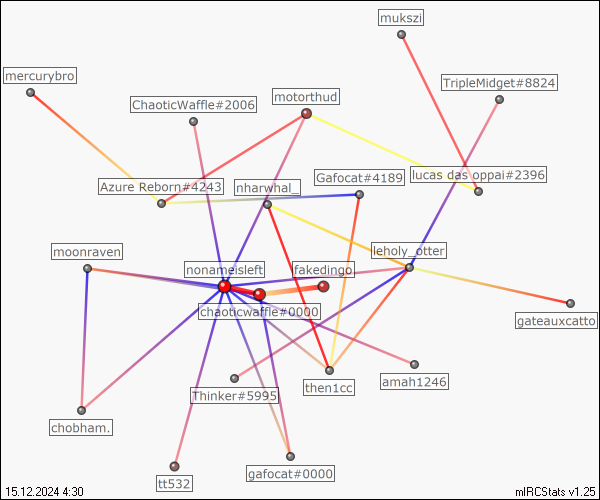 mukszi
mercurybro
TripleMidget#8824
ChaoticWaffle#2006
motorthud
lucas das oppai#2396
Gafocat#4189
Azure Reborn#4243
nharwhal_
moonraven
leholy_otter
nonameisleft
fakedingo
chaoticwaffle#0000
gateauxcatto
amah1246
then1cc
Thinker#5995
chobham.
gafocat#0000
tt532
15.12.2024 4:30
mIRCStats v1.25